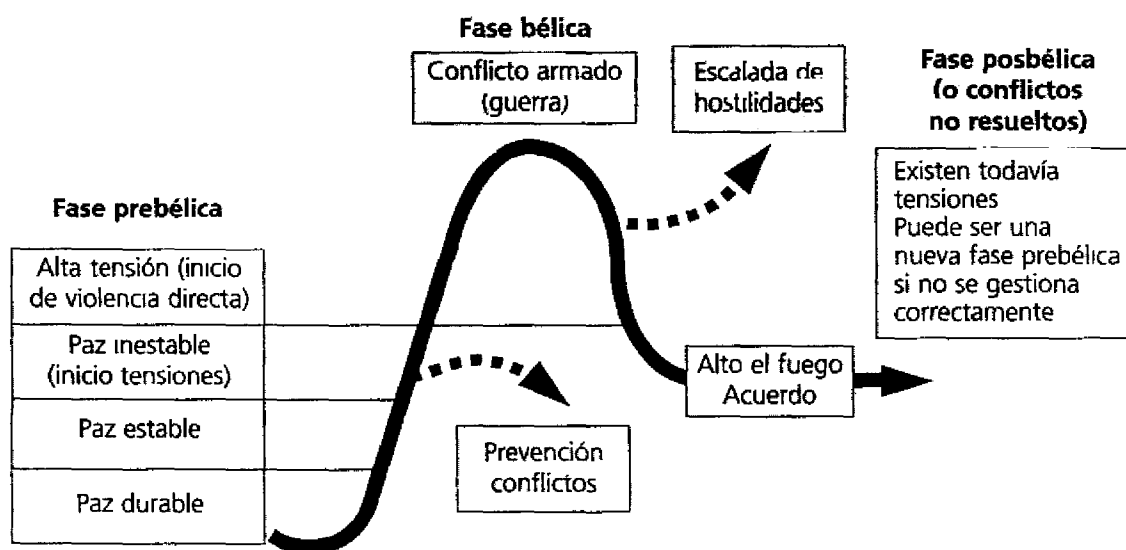 Fase bélica
Conflicto armado
(guerra)
Escalada de
hostilidades
Fase posbélica
(o conflictos
no resueltos)
Existen todavía
tensiones
Puede ser una
nueva fase prebélica
si no se gestiona
correctamente
Fase prebélica
Alta tensión (inicio
de violencia directa)
Paz inestable
(inicio tensiones)
Paz estable
Paz durable
Prevención
conflictos
Alto el fuego
Acuerdo